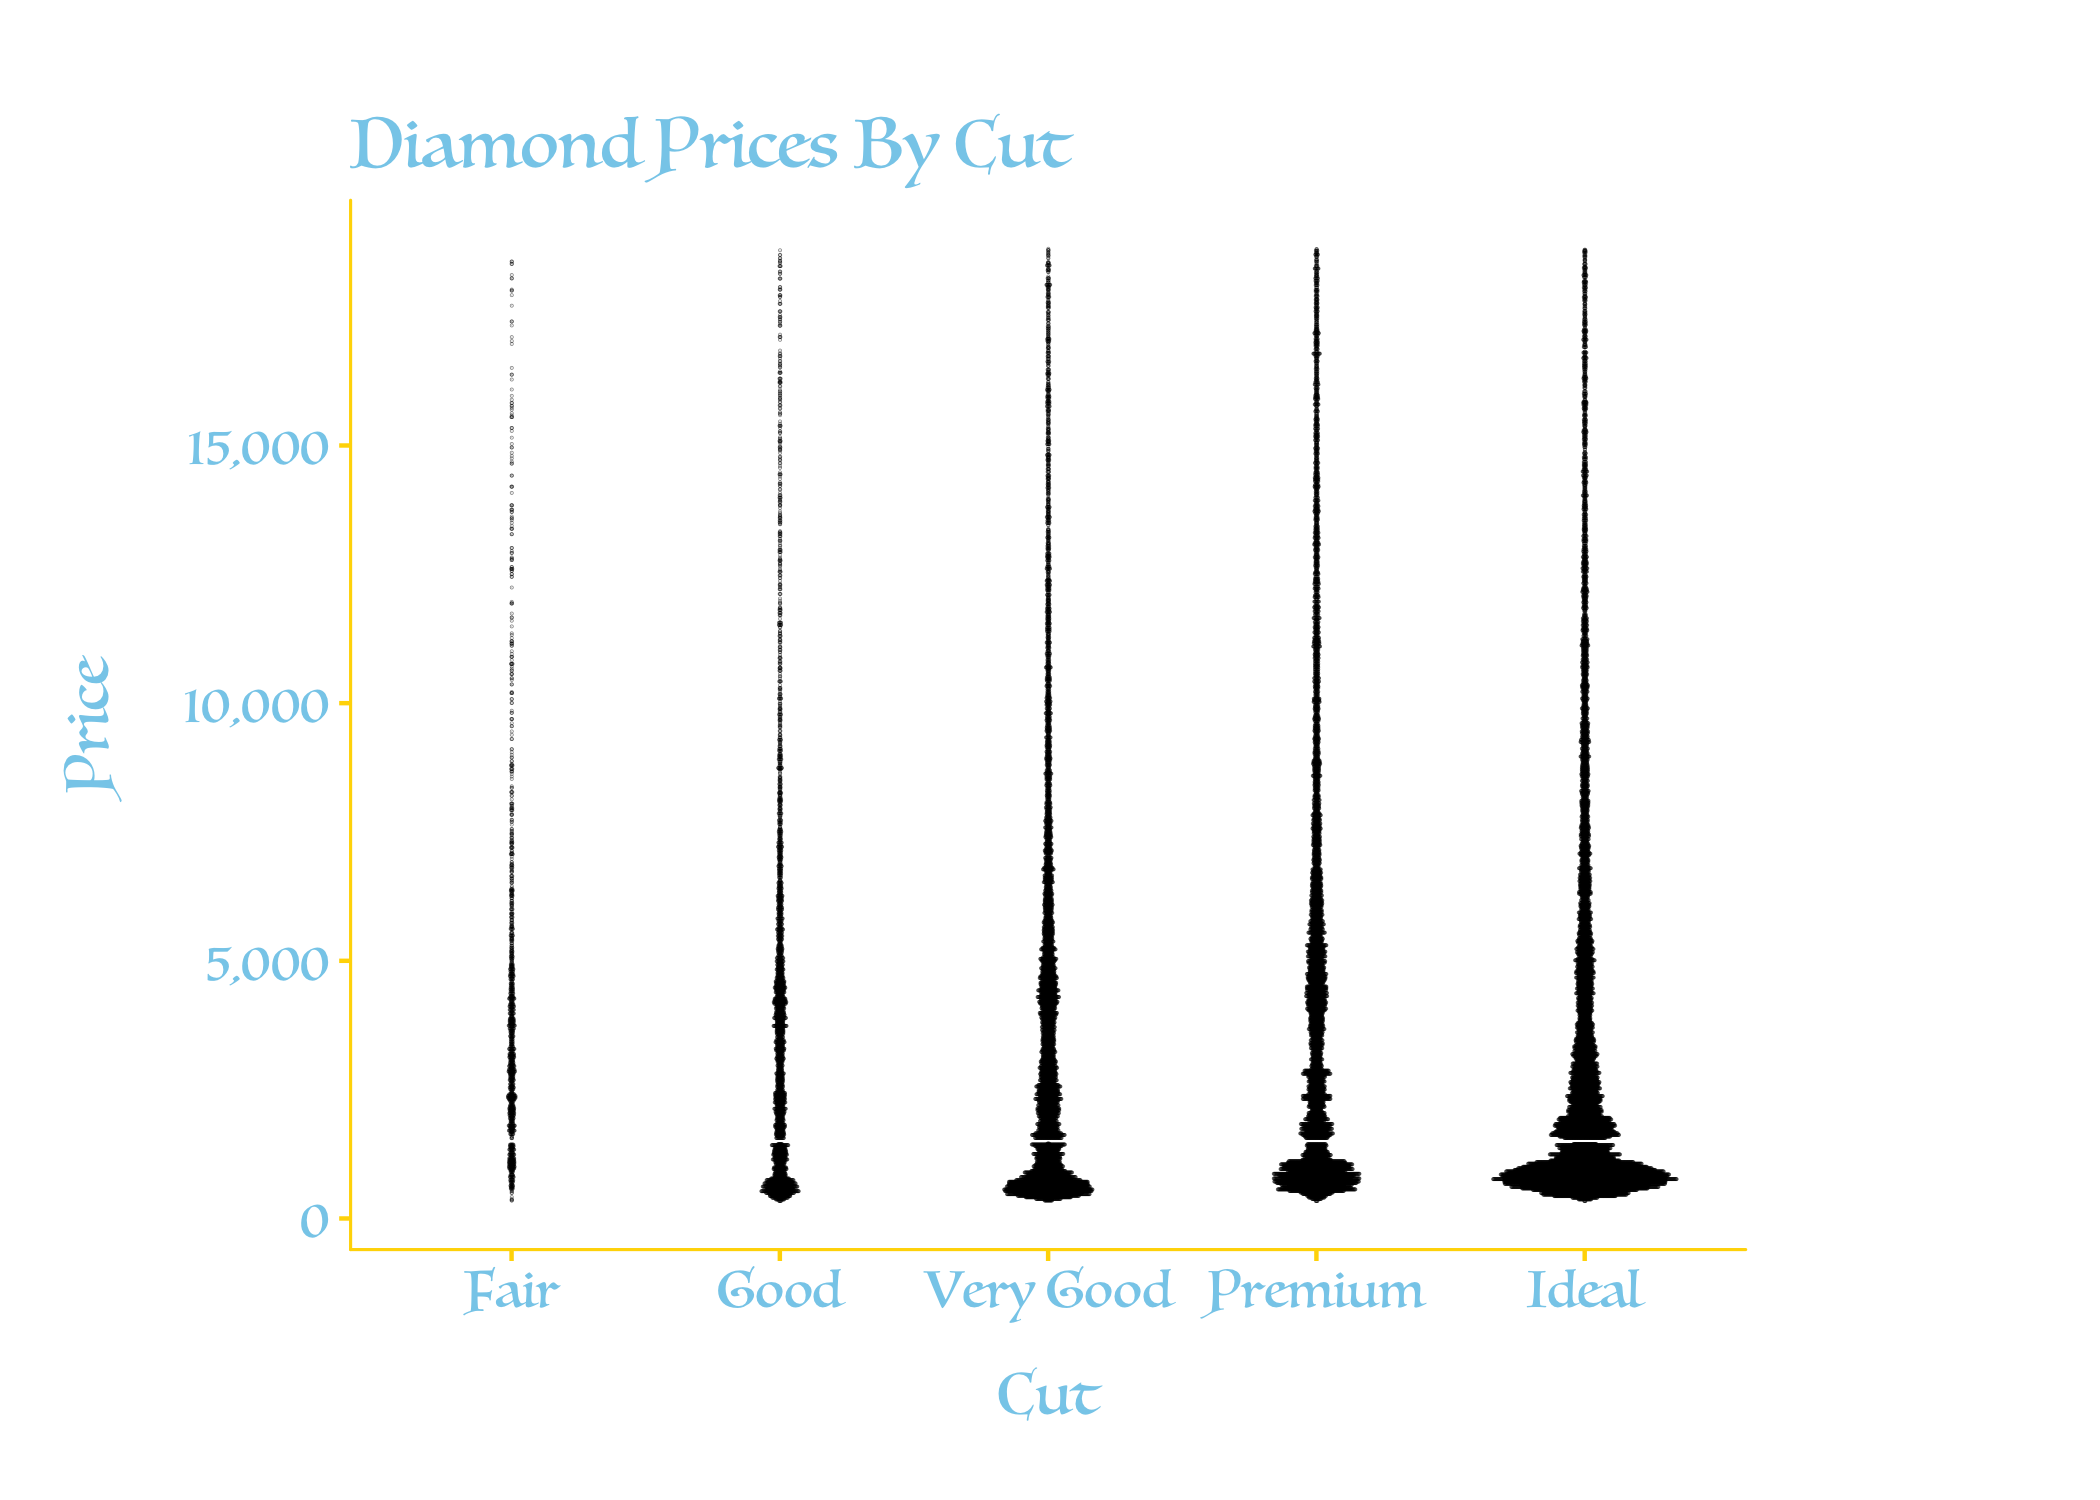 Diamond Prices By Cut
Price
15,000
10,000
5,000
0
Fair Good Very Good Premium Ideal
Cut